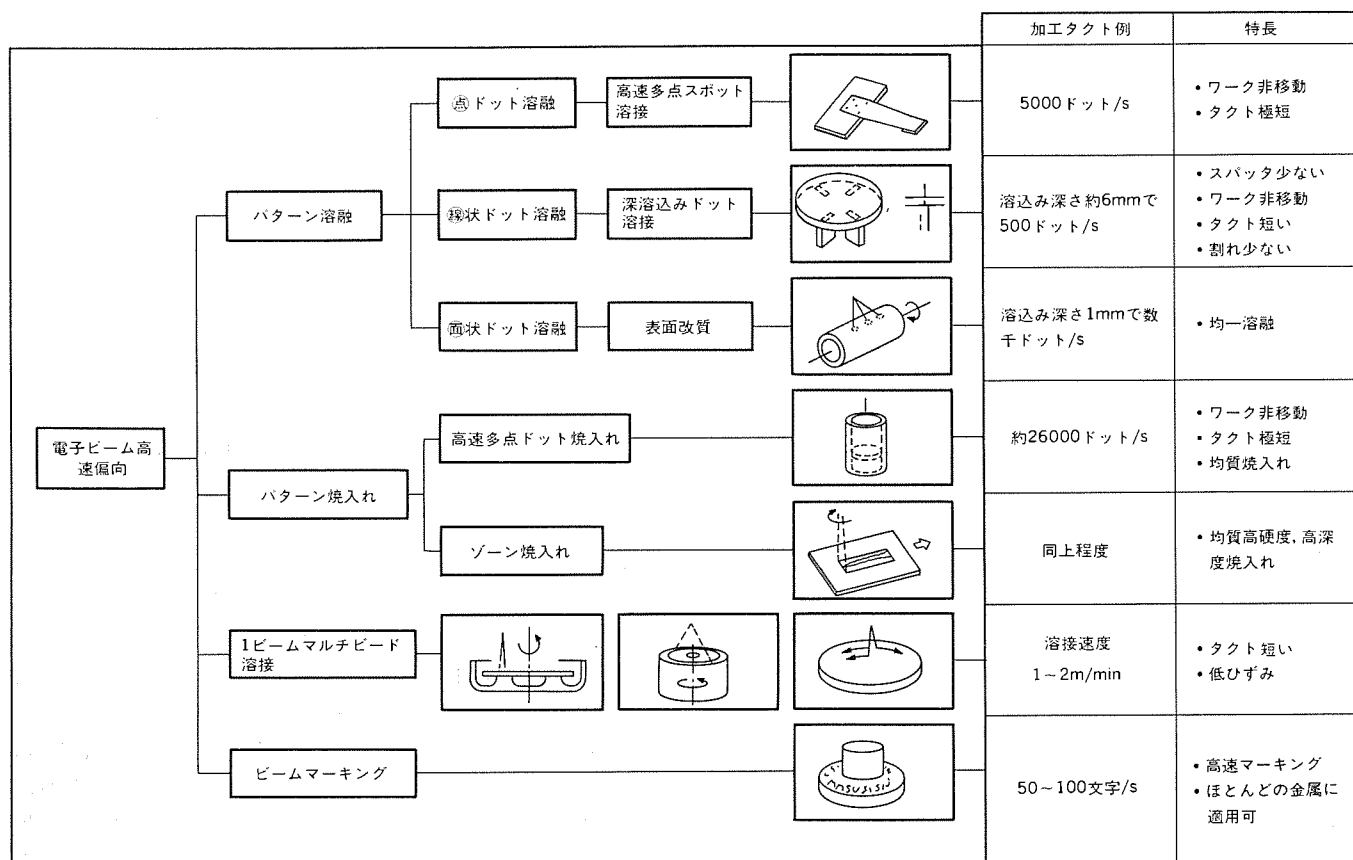 加工タクト例
特長
㊀ドット溶融
高速多点スポット
溶接
5000ドット/s
• ワーク非移動
• タクト極短
パターン溶融
線状ドット溶融
深溶込みドット
溶接
溶込み深さ約6mmで
500ドット/s
• スパッタ少ない
• ワーク非移動
• タクト短い
• 割れ少ない
面状ドット溶融
表面改質
溶込み深さ1mmで数
千ドット/s
• 均一溶融
電子ビーム高
速偏向
パターン焼入れ
高速多点ドット焼入れ
約26000ドット/s
• ワーク非移動
• タクト極短
• 均質焼入れ
ゾーン焼入れ
同上程度
• 均質高硬度,高深
度焼入れ
1ビームマルチビード
溶接
溶接速度
1~2m/min
• タクト短い
• 低ひずみ
ビームマーキング
50~100文字/s
• 高速マーキング
• ほとんどの金属に
適用可